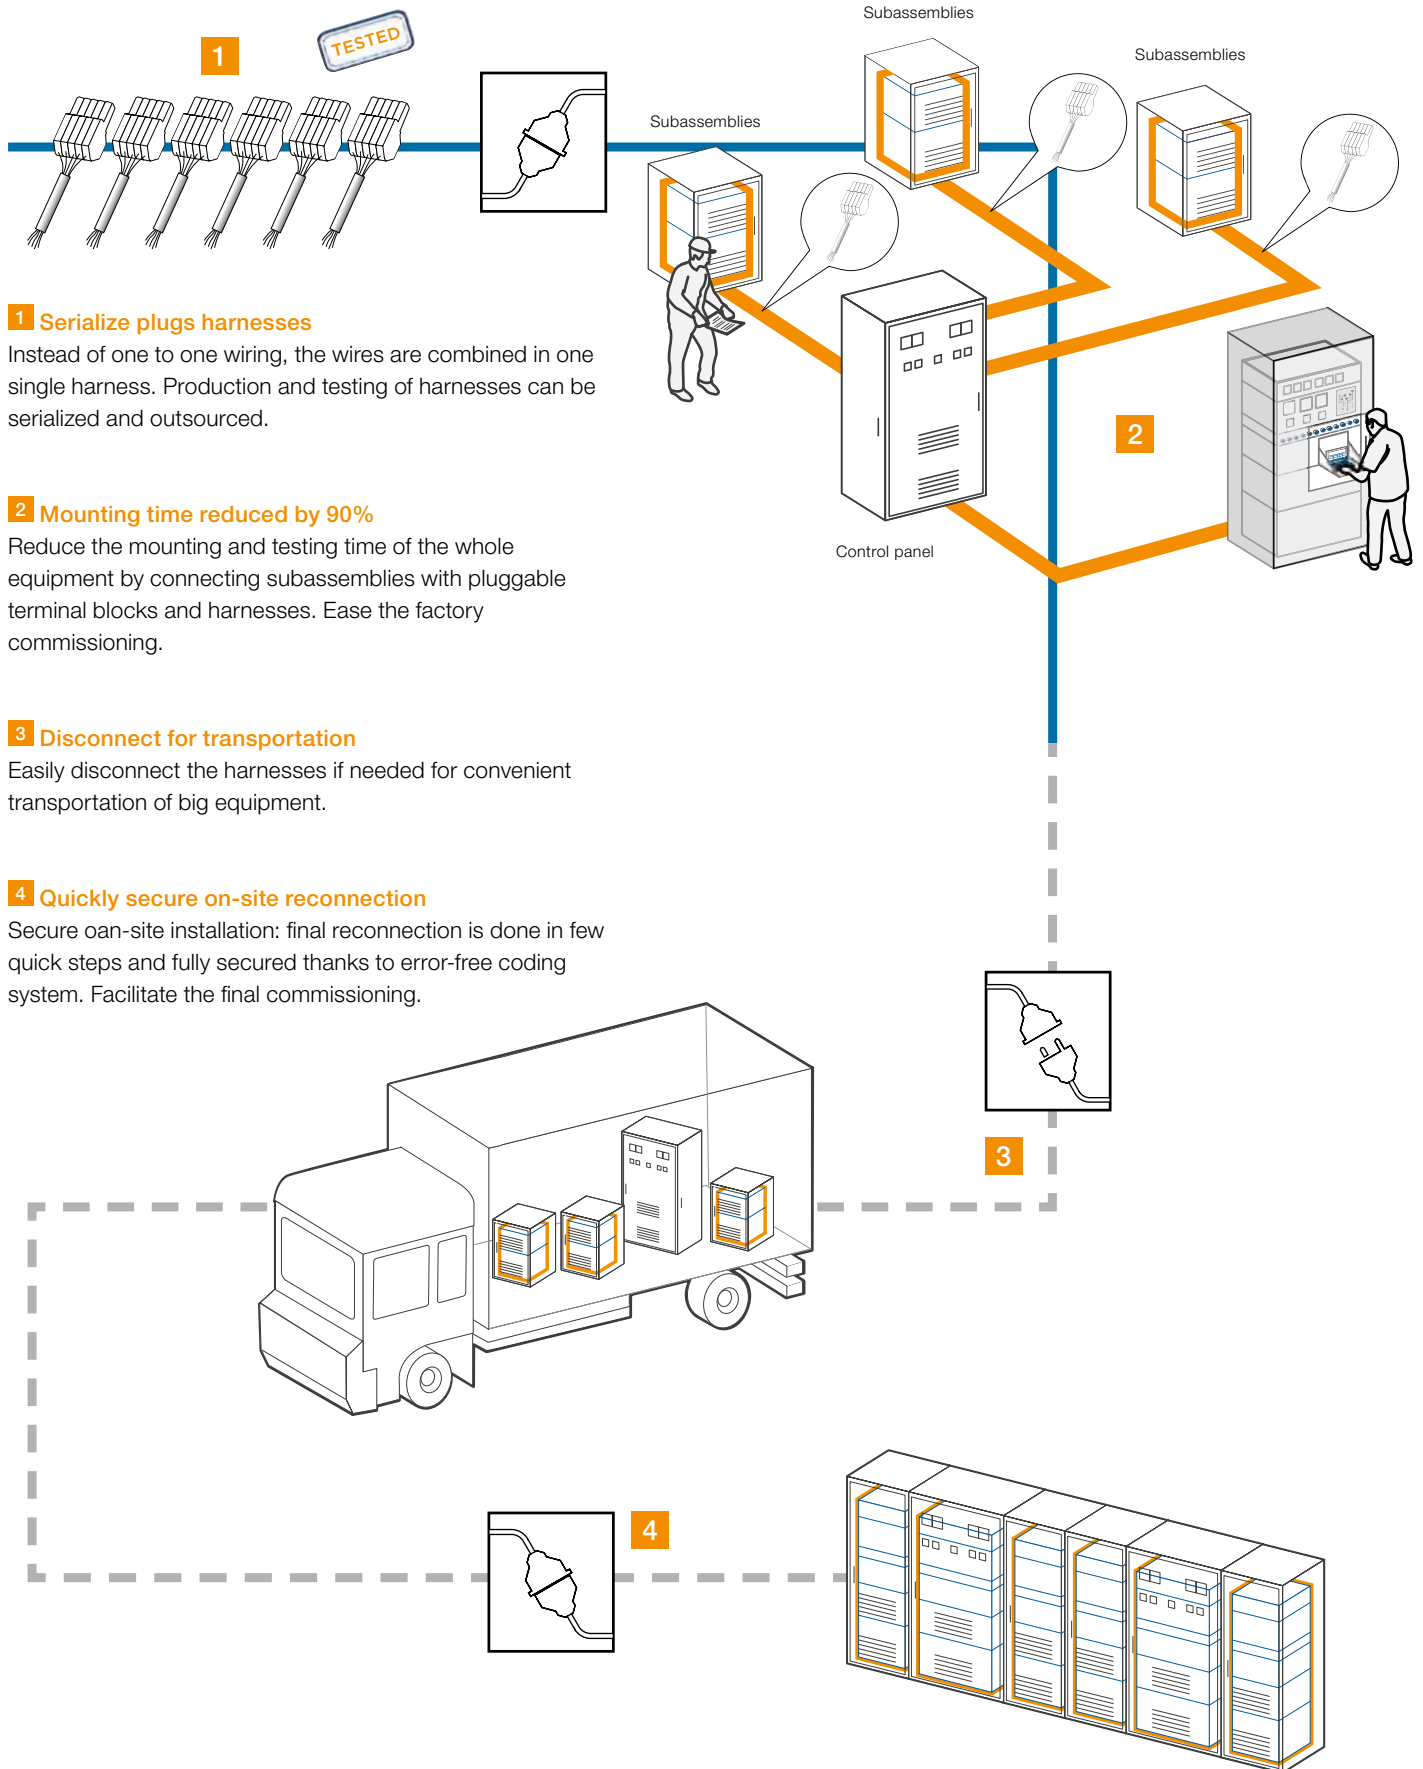 Subassemblies
Subassemblies
Subassemblies
1
TESTED
1 Serialize plugs harnesses
Instead of one to one wiring, the wires are combined in one
single harness. Production and testing of harnesses can be
serialized and outsourced.
2
2 Mounting time reduced by 90%
Reduce the mounting and testing time of the whole
equipment by connecting subassemblies with pluggable
terminal blocks and harnesses. Ease the factory
commissioning.
Control panel
3 Disconnect for transportation
Easily disconnect the harnesses if needed for convenient
transportation of big equipment.
4 Quickly secure on-site reconnection
Secure oan-site installation: final reconnection is done in few
quick steps and fully secured thanks to error-free coding
system. Facilitate the final commissioning.
3
4